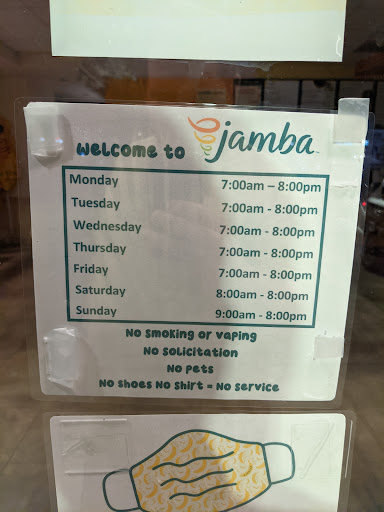 welcome to jamba
Monday 7:00am – 8:00pm
Tuesday 7:00am - 8:00pm
Wednesday 7:00am - 8:00pm
Thursday 7:00am - 8:00pm
Friday 7:00am - 8:00pm
Saturday 8:00am - 8:00pm
Sunday 9:00am - 8:00pm
No smoking or vaping
No solicitation
No pets
No shoes No shirt = No service